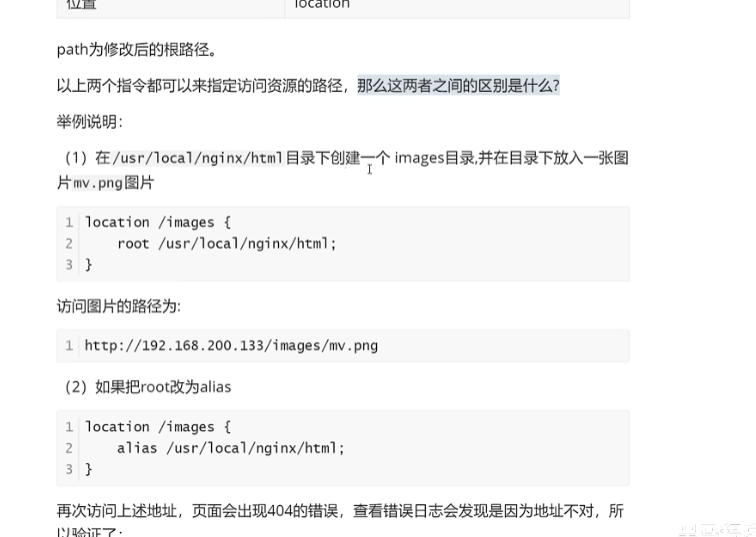 位置 location
path为修改后的根路径。
以上两个指令都可以来指定访问资源的路径，那么这两者之间的区别是什么?
举例说明：
（1）在/usr/local/nginx/html目录下创建一个 images目录,并在目录下放入一张图
片mv.png图片
1 location /images {
2 root /usr/local/nginx/html;
3 }
访问图片的路径为:
1 http://192.168.200.133/images/mv.png
（2）如果把root改为alias
1 location /images {
2 alias /usr/local/nginx/html;
3 }
再次访问上述地址，页面会出现404的错误，查看错误日志会发现是因为地址不对，所
以验证了：